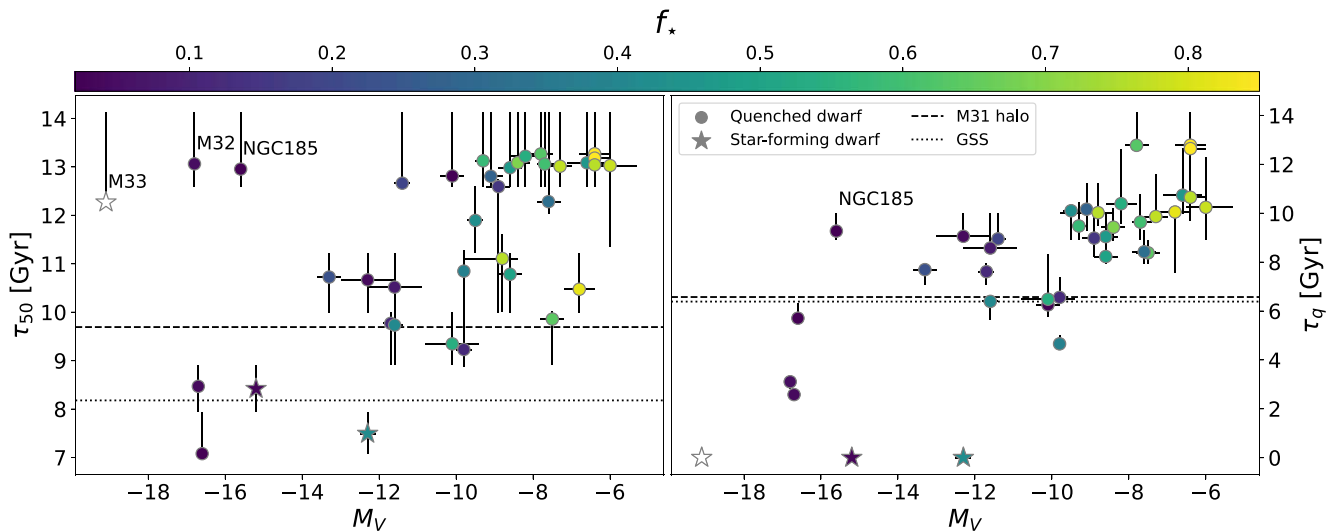 f⋆
0.1 0.2 0.3 0.4 0.5 0.6 0.7 0.8
14
13
12
11
10
9
8
7
τ50 [Gyr]
M33
M32
NGC185
−18 −16 −14 −12 −10 −8 −6
MV
Quenched dwarf
Star-forming dwarf
M31 halo
GSS
NGC185
14
12
10
8
6
4
2
0
τq [Gyr]
−18 −16 −14 −12 −10 −8 −6
MV